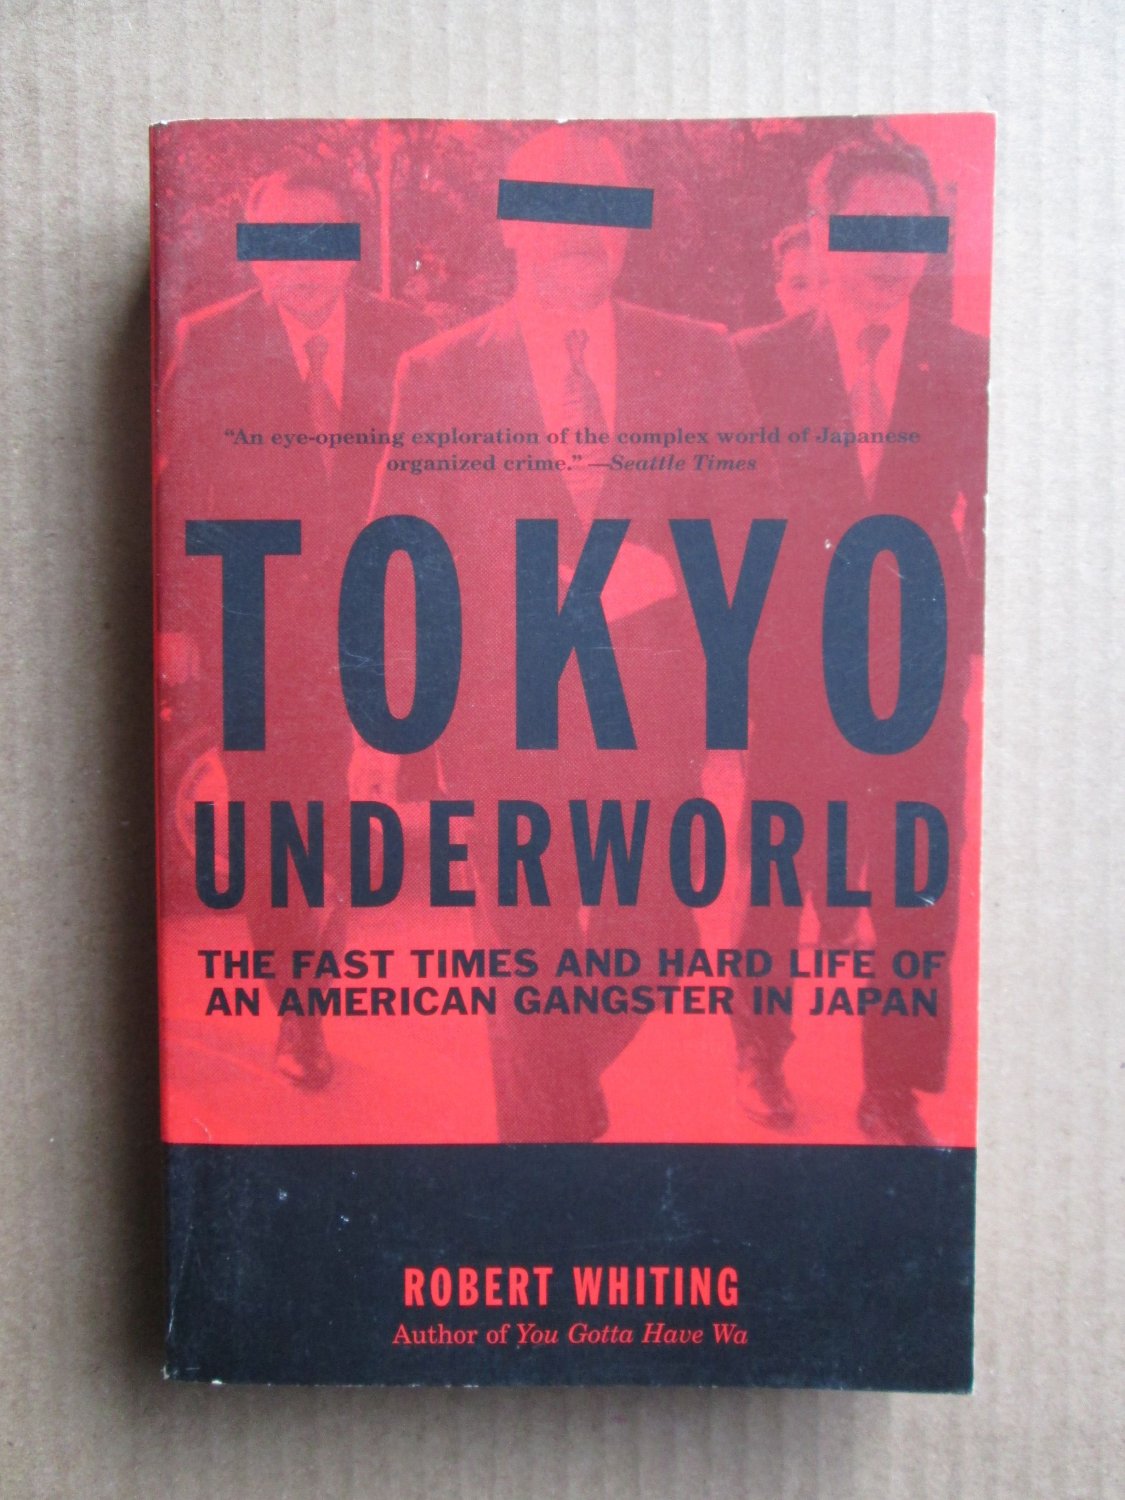 “An eye-opening exploration of the complex world of Japanese
organized crime.” —Seattle Times
TOKYO
UNDERWORLD
THE FAST TIMES AND HARD LIFE OF
AN AMERICAN GANGSTER IN JAPAN
ROBERT WHITING
Author of You Gotta Have Wa